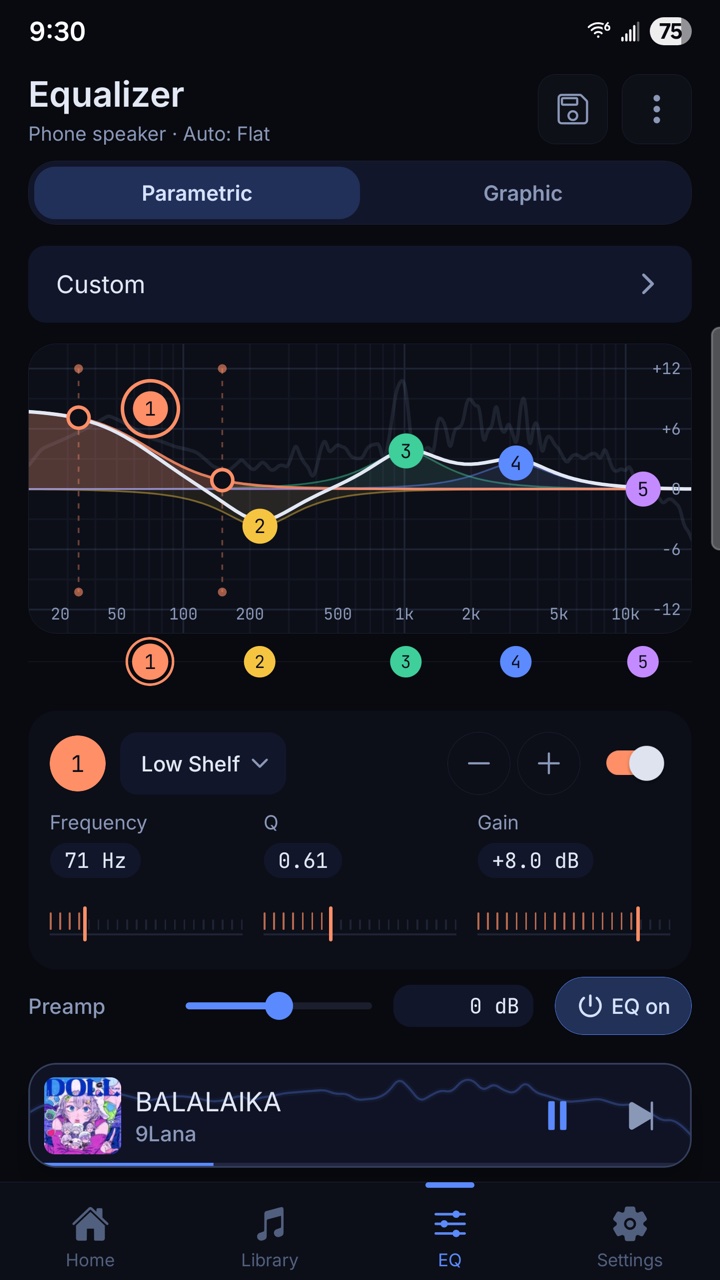 9:30
75
Equalizer
Phone speaker · Auto: Flat
Parametric
Graphic
Custom
+12
+6
0
-6
-12
1
2
3
4
5
20 50 100 200 500 1k 2k 5k 10k
1 2 3 4 5
1
Low Shelf
Frequency Q Gain
71 Hz 0.61 +8.0 dB
Preamp
0 dB
EQ on
DOLL
BALALAIKA
9Lana
Home Library EQ Settings